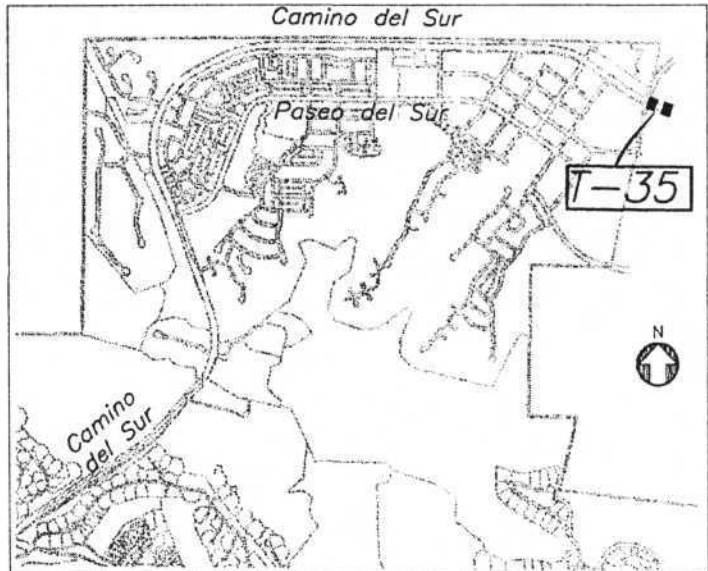 Camino del Sur
Paseo del Sur
T-35
N
Camino
del Sur